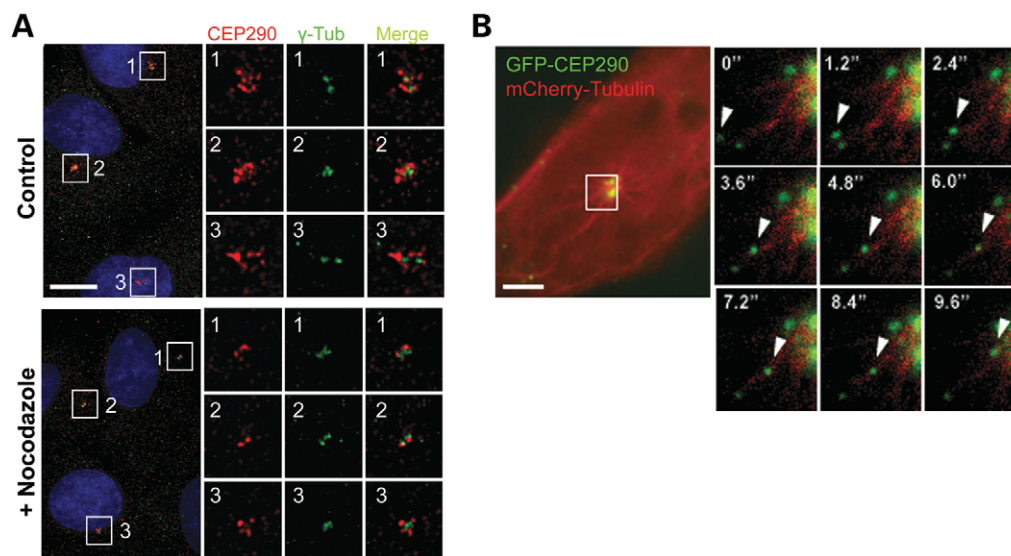 A
CEP290 γ-Tub Merge
Control
1
2
3
1 1 1
2 2 2
3 3 3
+ Nocodazole
1
2
3
1 1 1
2 2 2
3 3 3
B
GFP-CEP290
mCherry-Tubulin
0” 1.2” 2.4”
3.6” 4.8” 6.0”
7.2” 8.4” 9.6”